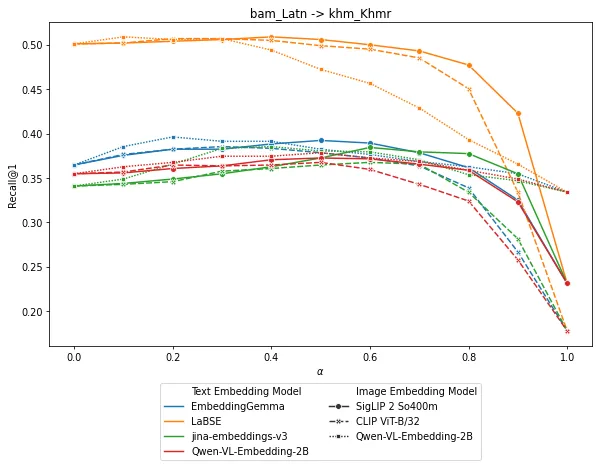 bam_Latn -> khm_Khmr
Recall@1
0.50
0.45
0.40
0.35
0.30
0.25
0.20
0.0
0.2
0.4
0.6
0.8
1.0
α
Text Embedding Model
EmbeddingGemma
LaBSE
jina-embeddings-v3
Qwen-VL-Embedding-2B
Image Embedding Model
SigLIP 2 So400m
CLIP ViT-B/32
Qwen-VL-Embedding-2B